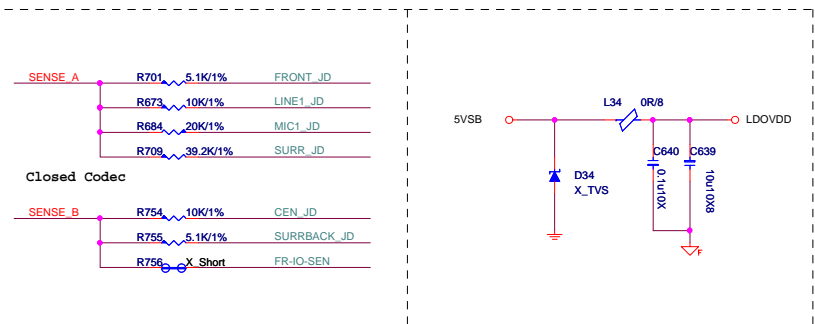 SENSE_A R701 5.1K/1% FRONT_JD
R673 10K/1% LINE1_JD
R684 20K/1% MIC1_JD
R709 39.2K/1% SURR_JD
Closed Codec
SENSE_B R754 10K/1% CEN_JD
R755 5.1K/1% SURRBACK_JD
R756 X_Short FR-IO-SEN
L34 0R/8
5VSB LDOVDD
C640 C639
D34
X_TVS
0.1u10X
10u10X8
F